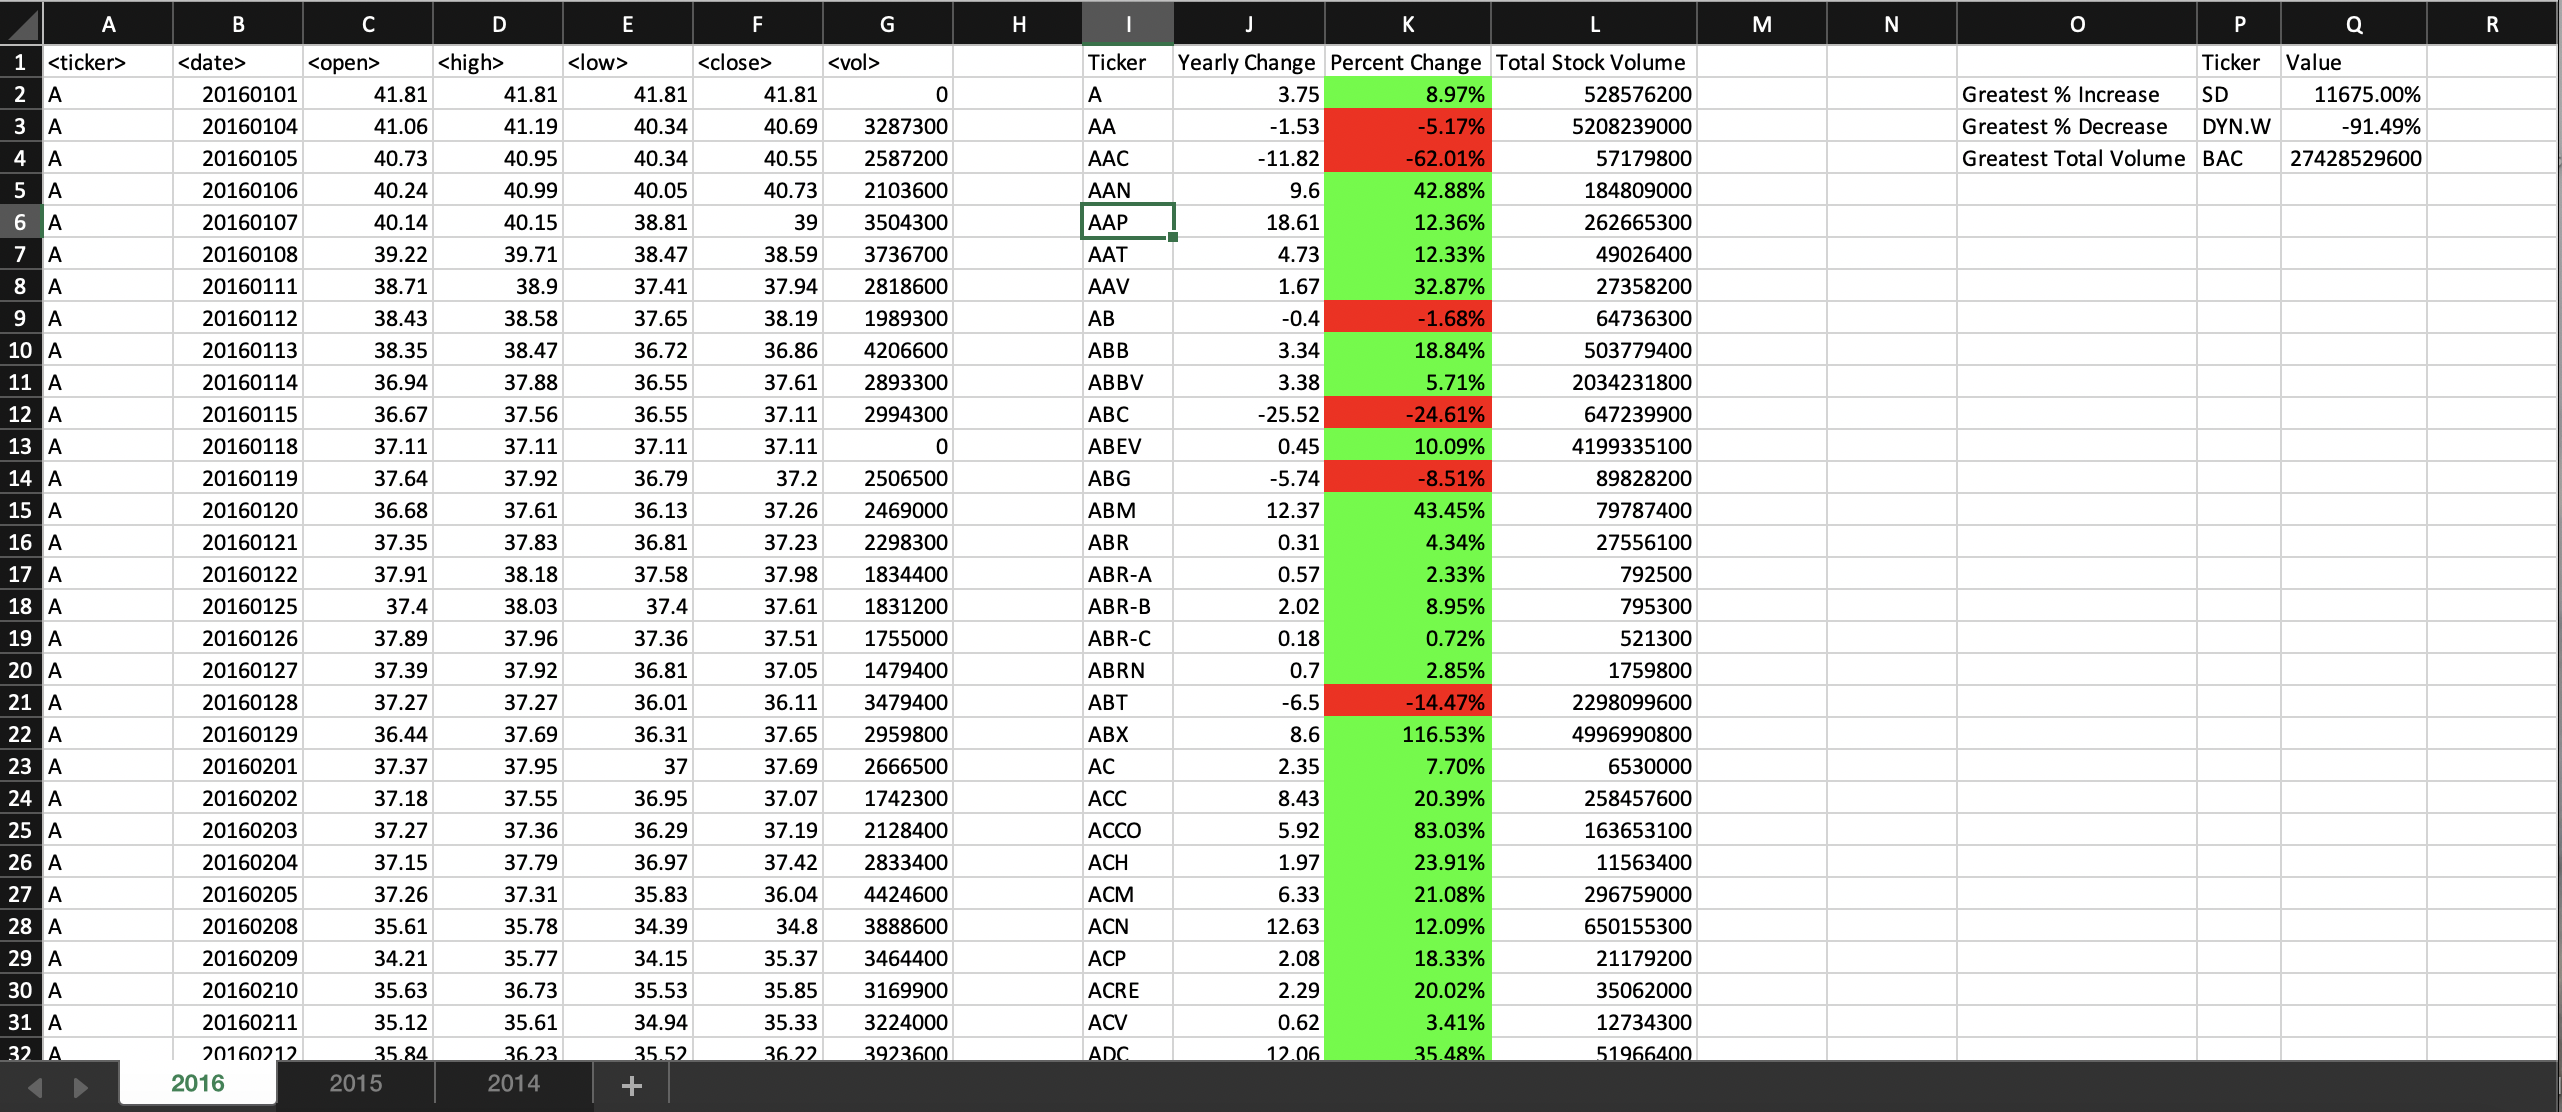 A B C D E F G H I J K L M N O P Q R
1 <ticker> <date> <open> <high> <low> <close> <vol> Ticker Yearly Change Percent Change Total Stock Volume Ticker Value
2 A 20160101 41.81 41.81 41.81 41.81 0 A 3.75 8.97% 528576200 Greatest % Increase SD 11675.00%
3 A 20160104 41.06 41.19 40.34 40.69 3287300 AA -1.53 -5.17% 5208239000 Greatest % Decrease DYN.W -91.49%
4 A 20160105 40.73 40.95 40.34 40.55 2587200 AAC -11.82 -62.01% 57179800 Greatest Total Volume BAC 27428529600
5 A 20160106 40.24 40.99 40.05 40.73 2103600 AAN 9.6 42.88% 184809000
6 A 20160107 40.14 40.15 38.81 39 3504300 AAP 18.61 12.36% 262665300
7 A 20160108 39.22 39.71 38.47 38.59 3736700 AAT 4.73 12.33% 49026400
8 A 20160111 38.71 38.9 37.41 37.94 2818600 AAV 1.67 32.87% 27358200
9 A 20160112 38.43 38.58 37.65 38.19 1989300 AB -0.4 -1.68% 64736300
10 A 20160113 38.35 38.47 36.72 36.86 4206600 ABB 3.34 18.84% 503779400
11 A 20160114 36.94 37.88 36.55 37.61 2893300 ABBV 3.38 5.71% 2034231800
12 A 20160115 36.67 37.56 36.55 37.11 2994300 ABC -25.52 -24.61% 647239900
13 A 20160118 37.11 37.11 37.11 37.11 0 ABEV 0.45 10.09% 4199335100
14 A 20160119 37.64 37.92 36.79 37.2 2506500 ABG -5.74 -8.51% 89828200
15 A 20160120 36.68 37.61 36.13 37.26 2469000 ABM 12.37 43.45% 79787400
16 A 20160121 37.35 37.83 36.81 37.23 2298300 ABR 0.31 4.34% 27556100
17 A 20160122 37.91 38.18 37.58 37.98 1834400 ABR-A 0.57 2.33% 792500
18 A 20160125 37.4 38.03 37.4 37.61 1831200 ABR-B 2.02 8.95% 795300
19 A 20160126 37.89 37.96 37.36 37.51 1755000 ABR-C 0.18 0.72% 521300
20 A 20160127 37.39 37.92 36.81 37.05 1479400 ABRN 0.7 2.85% 1759800
21 A 20160128 37.27 37.27 36.01 36.11 3479400 ABT -6.5 -14.47% 2298099600
22 A 20160129 36.44 37.69 36.31 37.65 2959800 ABX 8.6 116.53% 4996990800
23 A 20160201 37.37 37.95 37 37.69 2666500 AC 2.35 7.70% 6530000
24 A 20160202 37.18 37.55 36.95 37.07 1742300 ACC 8.43 20.39% 258457600
25 A 20160203 37.27 37.36 36.29 37.19 2128400 ACCO 5.92 83.03% 163653100
26 A 20160204 37.15 37.79 36.97 37.42 2833400 ACH 1.97 23.91% 11563400
27 A 20160205 37.26 37.31 35.83 36.04 4424600 ACM 6.33 21.08% 296759000
28 A 20160208 35.61 35.78 34.39 34.8 3888600 ACN 12.63 12.09% 650155300
29 A 20160209 34.21 35.77 34.15 35.37 3464400 ACP 2.08 18.33% 21179200
30 A 20160210 35.63 36.73 35.53 35.85 3169900 ACRE 2.29 20.02% 35062000
31 A 20160211 35.12 35.61 34.94 35.33 3224000 ACV 0.62 3.41% 12734300
32 A 20160212 35.84 36.23 35.52 36.22 3923600 ADC 12.06 35.48% 51966400
2016 2015 2014 +